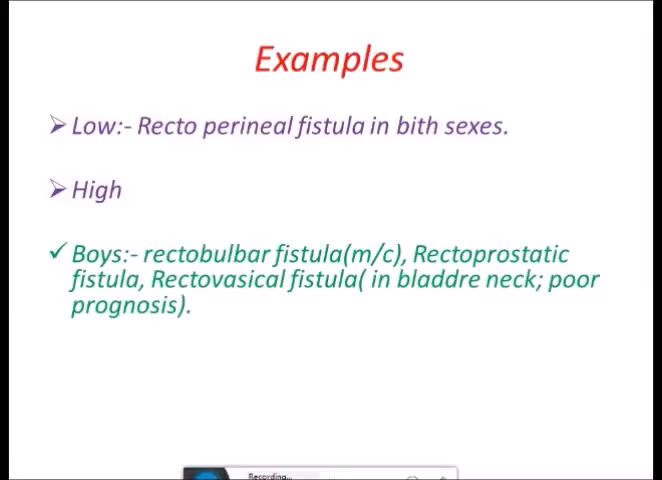 Examples
Low:- Recto perineal fistula in bith sexes.
High
Boys:- rectobulbar fistula(m/c), Rectoprostatic
fistula, Rectovasical fistula( in bladdre neck; poor
prognosis).
Recording...